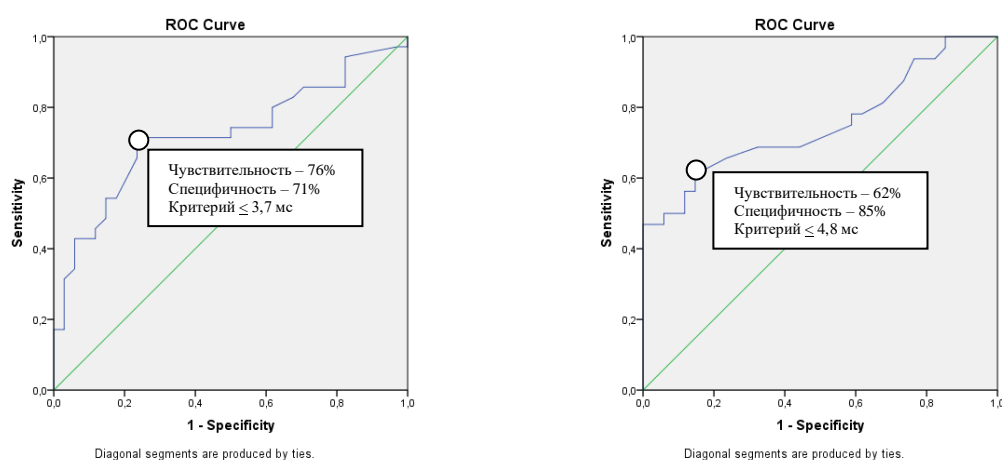 ROC Curve
1,0
0,8
0,6
0,4
0,2
0,0
Sensitivity
Чувствительность – 76%
Специфичность – 71%
Критерий ≤ 3,7 мс
0,0 0,2 0,4 0,6 0,8 1,0
1 - Specificity
Diagonal segments are produced by ties.
ROC Curve
1,0
0,8
0,6
0,4
0,2
0,0
Sensitivity
Чувствительность – 62%
Специфичность – 85%
Критерий ≤ 4,8 мс
0,0 0,2 0,4 0,6 0,8 1,0
1 - Specificity
Diagonal segments are produced by ties.